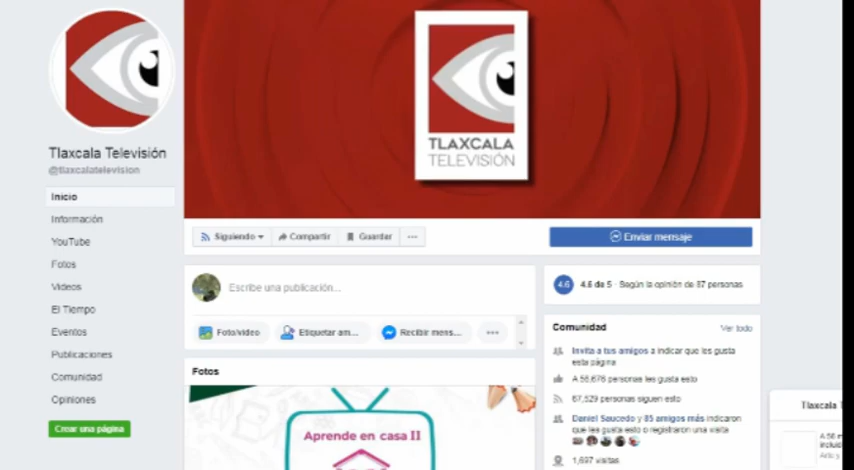 TLAXCALA
TELEVISIÓN
Tlaxcala Televisión
@tlaxcalatelevision
Inicio
Información
YouTube
Fotos
Videos
El Tiempo
Eventos
Publicaciones
Comunidad
Opiniones
Crear una página
Siguiendo
Compartir
Guardar
...
Enviar mensaje
Escribe una publicación...
Foto/video
Etiquetar am...
Recibir mens...
...
Fotos
Aprende en casa II
4.6
4.6 de 5 · Según la opinión de 87 personas
Comunidad
Ver todo
Invita a tus amigos a indicar que les gusta
esta página
A 56,676 personas les gusta esto
67,529 personas siguen esto
Daniel Saucedo y 85 amigos más indicaron
que les gusta esto o registraron una visita
1,697 visitas
Tlaxcala